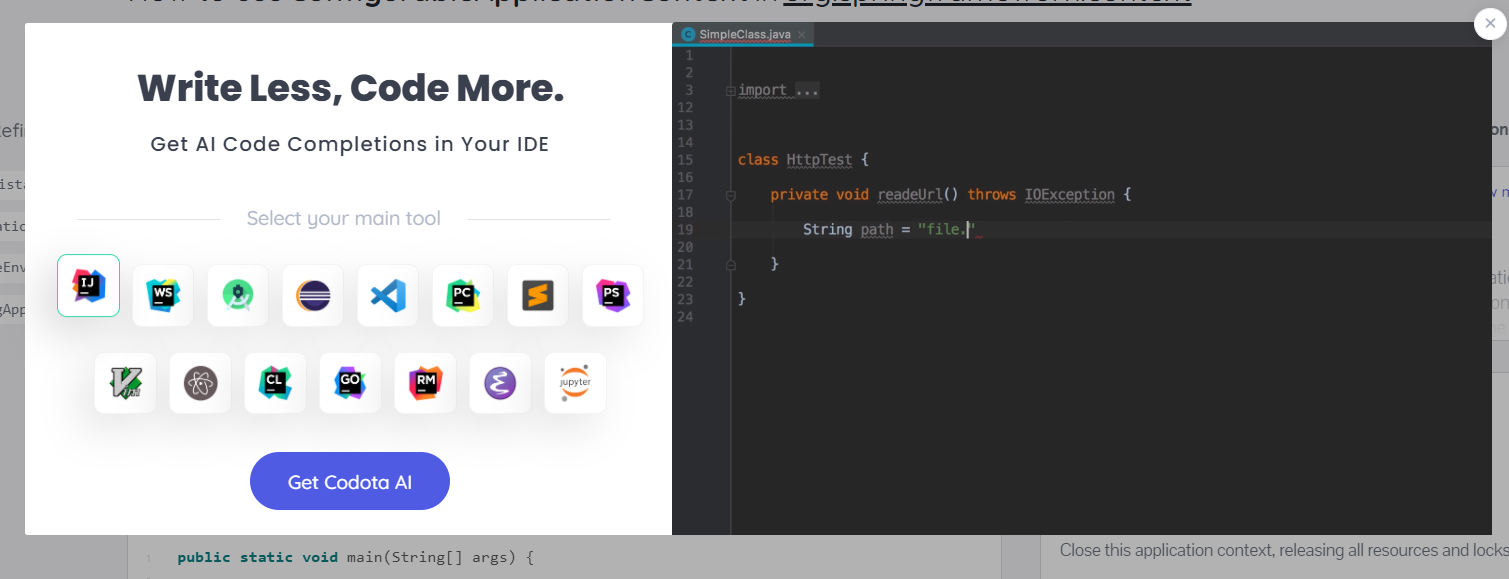 Write Less, Code More.
Get AI Code Completions in Your IDE
Select your main tool
IJ
WS
PC
PS
CL
GO
RM
jupyter
Get Codota AI
C SimpleClass.java ×
1
2
3 import ...
12
13
14
15 class HttpTest {
16
17 private void readeUrl() throws IOException {
18
19 String path = "file."
20
21 }
22
23 }
24
1 public static void main(String[] args) {
Close this application context, releasing all resources and locks